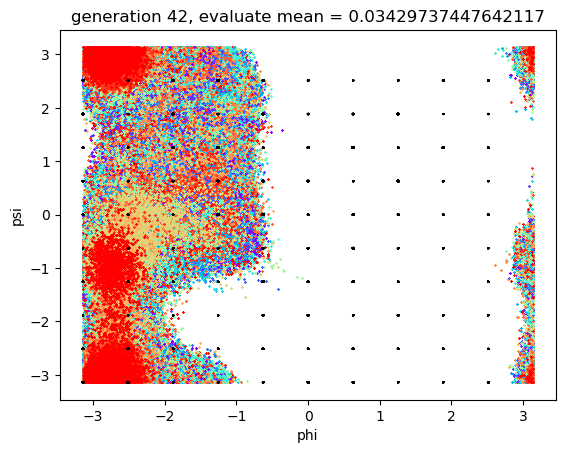 generation 42, evaluate mean = 0.03429737447642117
3
2
1
0
−1
−2
−3
psi
−3 −2 −1 0 1 2 3
phi